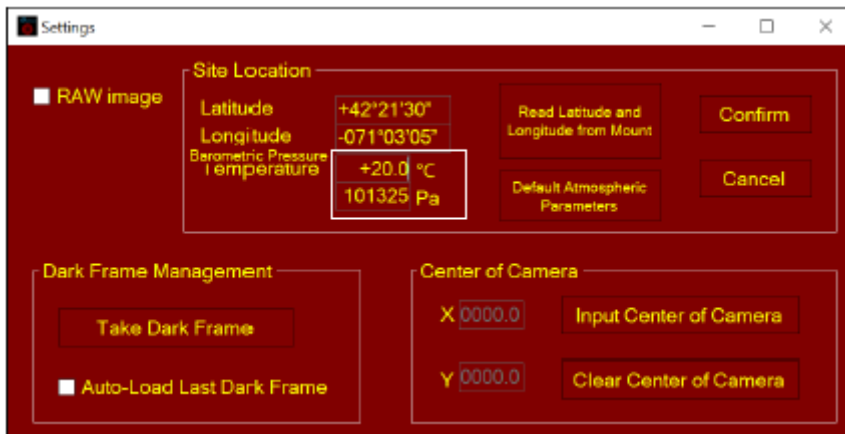 Settings
RAW image
Site Location
Latitude +42°21'30"
Longitude -071°03'05"
Barometric Pressure
Temperature +20.0 °C
101325 Pa
Read Latitude and
Longitude from Mount
Default Atmospheric
Parameters
Confirm
Cancel
Dark Frame Management
Take Dark Frame
Auto-Load Last Dark Frame
Center of Camera
X 0000.0 Input Center of Camera
Y 0000.0 Clear Center of Camera